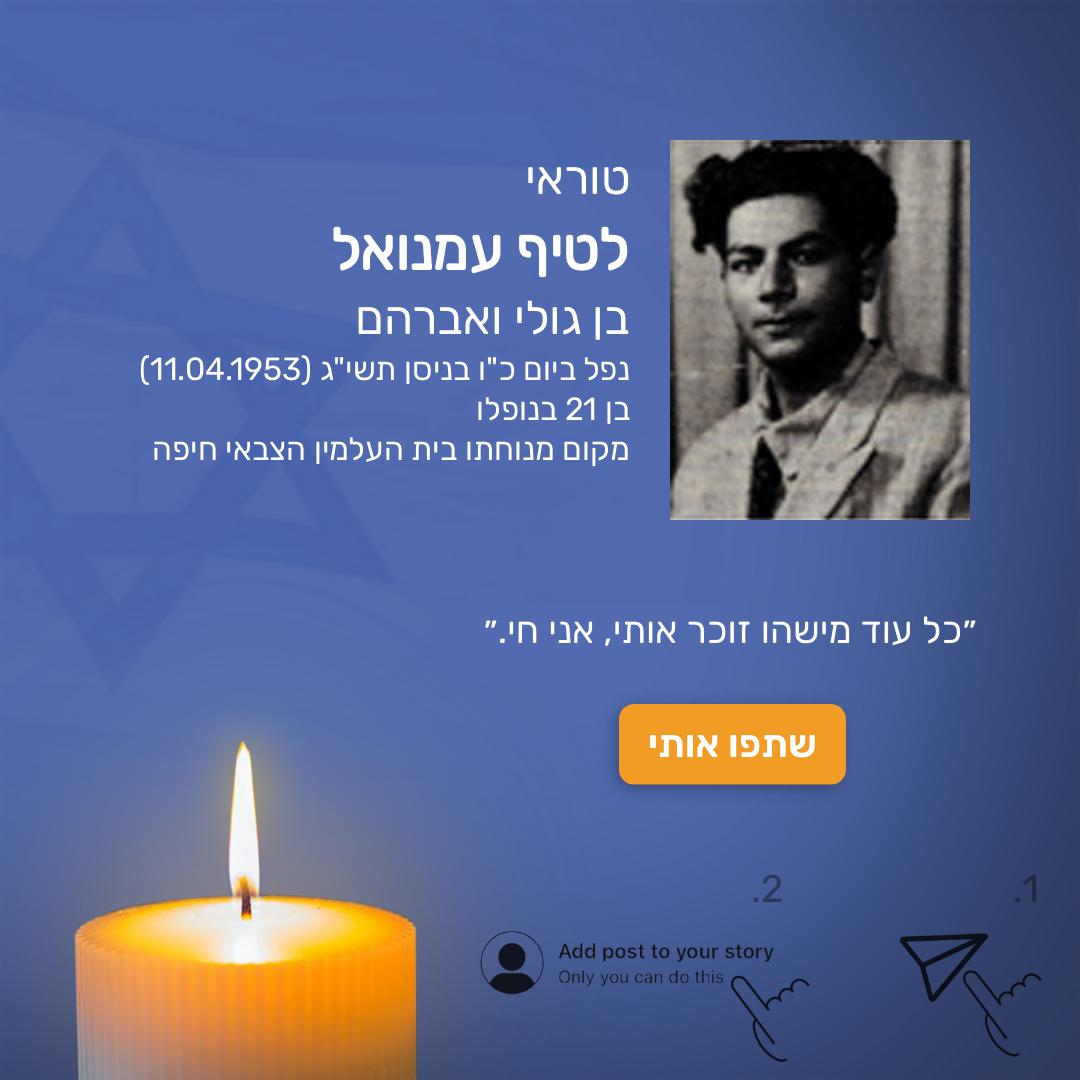 טוראי
לטיף עמנואל
בן גולי ואברהם
נפל ביום כ"ו בניסן תשי"ג (11.04.1953)
בן 21 בנופלו
מקום מנוחתו בית העלמין הצבאי חיפה
״כל עוד מישהו זוכר אותי, אני חי.״
שתפו אותי
.1
.2
Add post to your story
Only you can do this